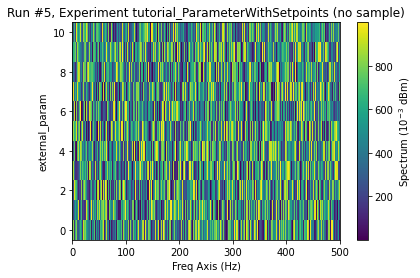 Run #5, Experiment tutorial_ParameterWithSetpoints (no sample)
10
8
6
4
2
0
external_param
0 100 200 300 400 500
Freq Axis (Hz)
800
600
400
200
Spectrum (10⁻³ dBm)